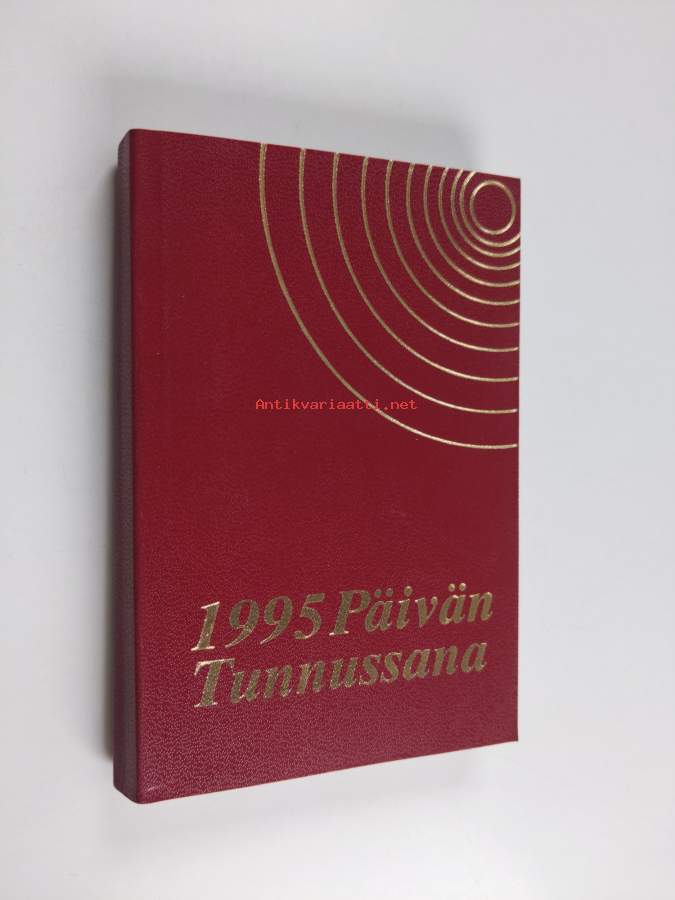 Antikvariaatti.net
1995 Päivän
Tunnussana